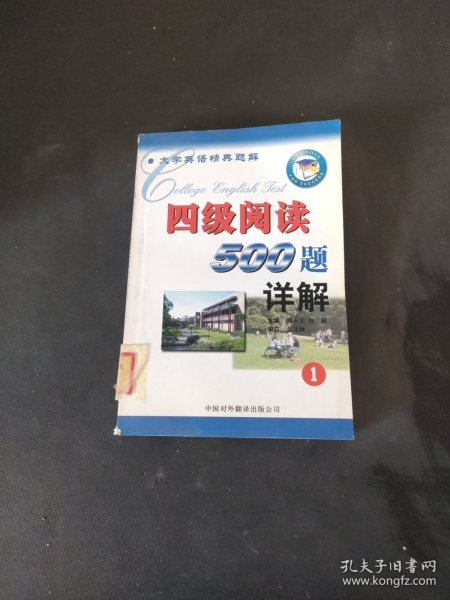 • 大学英语精典题解
College English Test
四级阅读
500题
详解
1
中国对外翻译出版公司
孔夫子旧书网
www.kongfz.com